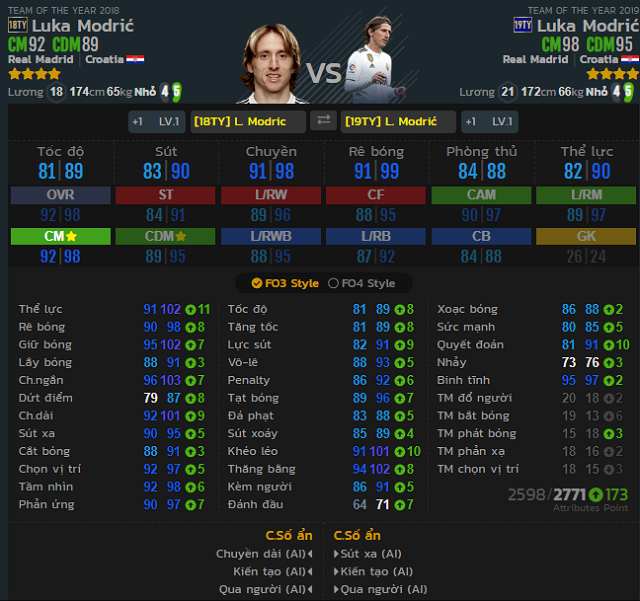 TEAM OF THE YEAR 2018 TEAM OF THE YEAR 2019
18TY Luka Modrić 19TY Luka Modrić
CM92 CDM89 CM98 CDM95
Real Madrid Croatia Real Madrid Croatia
Lương 18 174cm 65kg Nhỏ 4 5 Lương 21 172cm 66kg Nhỏ 4 5
VS
+1 LV.1 [18TY] L. Modric [19TY] L. Modrić +1 LV.1
Tốc độ Sút Chuyền Rê bóng Phòng thủ Thể lực
81|89 83|90 91|98 91|99 84|88 82|90
OVR ST L/RW CF CAM L/RM
92|98 84|91 89|96 88|95 90|97 89|97
CM CDM L/RWB L/RB CB GK
92|98 89|95 88|95 87|92 84|88 26|24
FO3 Style FO4 Style
Thể lực 91 102 11 Tốc độ 81 89 8 Xoạc bóng 86 88 2
Rê bóng 90 98 8 Tăng tốc 81 89 8 Sức mạnh 80 85 5
Giữ bóng 95 102 7 Lực sút 82 91 9 Quyết đoán 81 91 10
Lấy bóng 88 91 3 Vô-lê 88 93 5 Nhảy 73 76 3
Ch.ngắn 96 103 7 Penalty 86 92 6 Bình tĩnh 95 97 2
Dứt điểm 79 87 8 Tạt bóng 89 96 7 TM đổ người 20 18 2
Ch.dài 92 101 9 Đá phạt 83 88 5 TM bắt bóng 19 13 6
Sút xa 90 95 5 Sút xoáy 85 89 4 TM phát bóng 15 18 3
Cắt bóng 88 91 3 Khéo léo 91 101 10 TM phản xạ 18 16 2
Chọn vị trí 92 97 5 Thăng bằng 94 102 8 TM chọn vị trí 18 15 3
Tầm nhìn 92 98 6 Kèm người 86 91 5 2598/2771 173
Phản ứng 90 97 7 Đánh đầu 64 71 7 Attributes Point
C.Số ẩn C.Số ẩn
Chuyền dài (AI) Sút xa (AI)
Kiến tạo (AI) Kiến tạo (AI)
Qua người (AI) Qua người (AI)